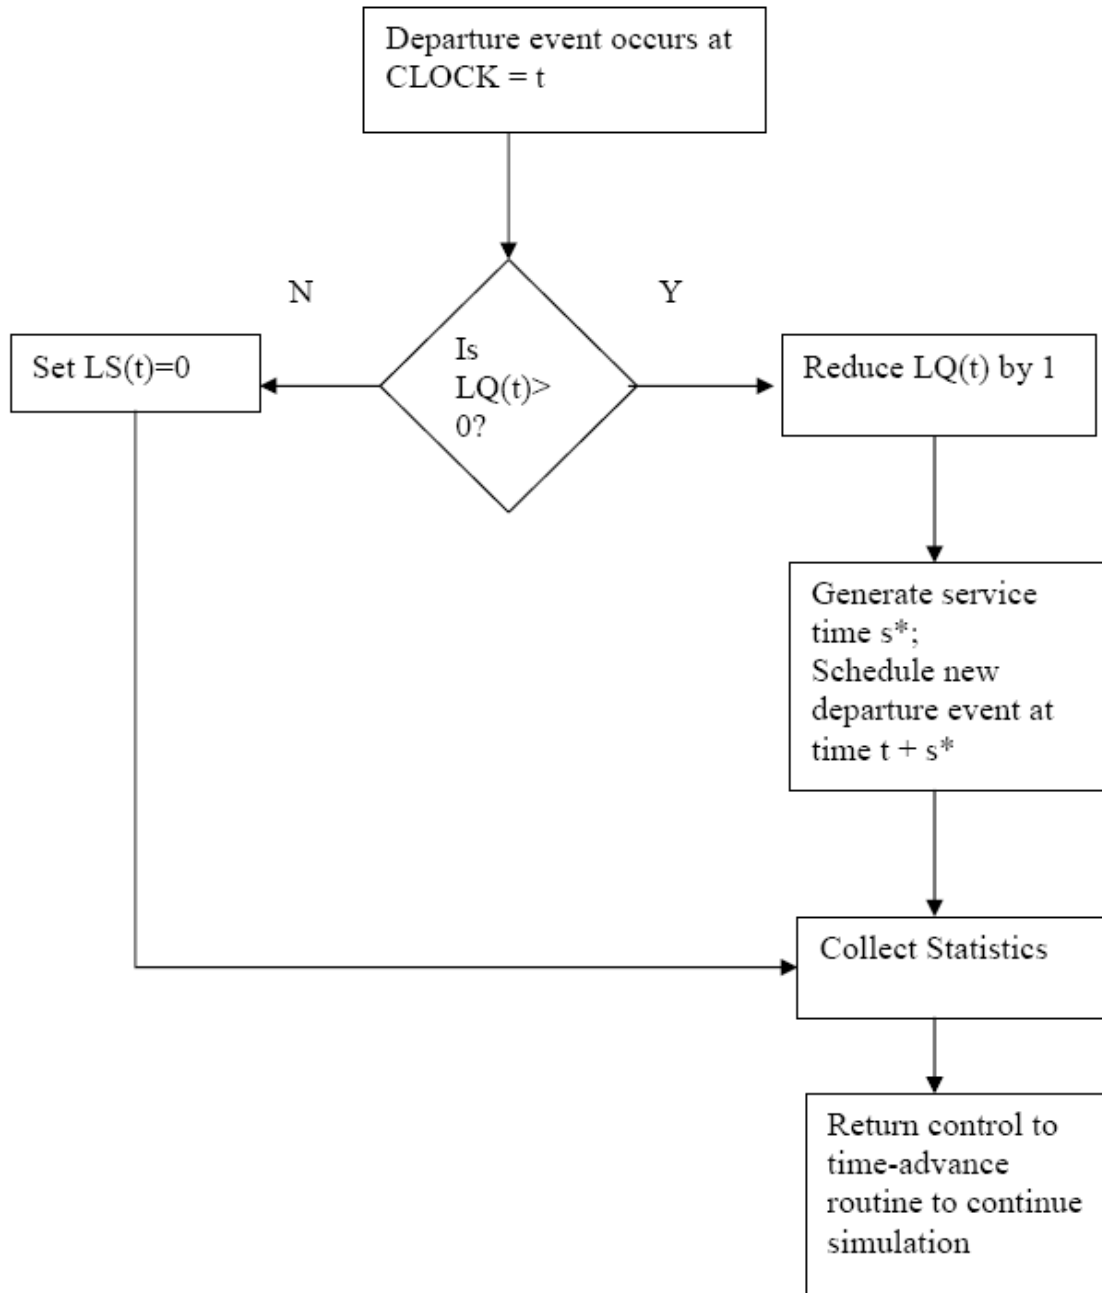 Departure event occurs at
CLOCK = t
N
Y
Set LS(t)=0
Is
LQ(t)>
0?
Reduce LQ(t) by 1
Generate service
time s*;
Schedule new
departure event at
time t + s*
Collect Statistics
Return control to
time-advance
routine to continue
simulation